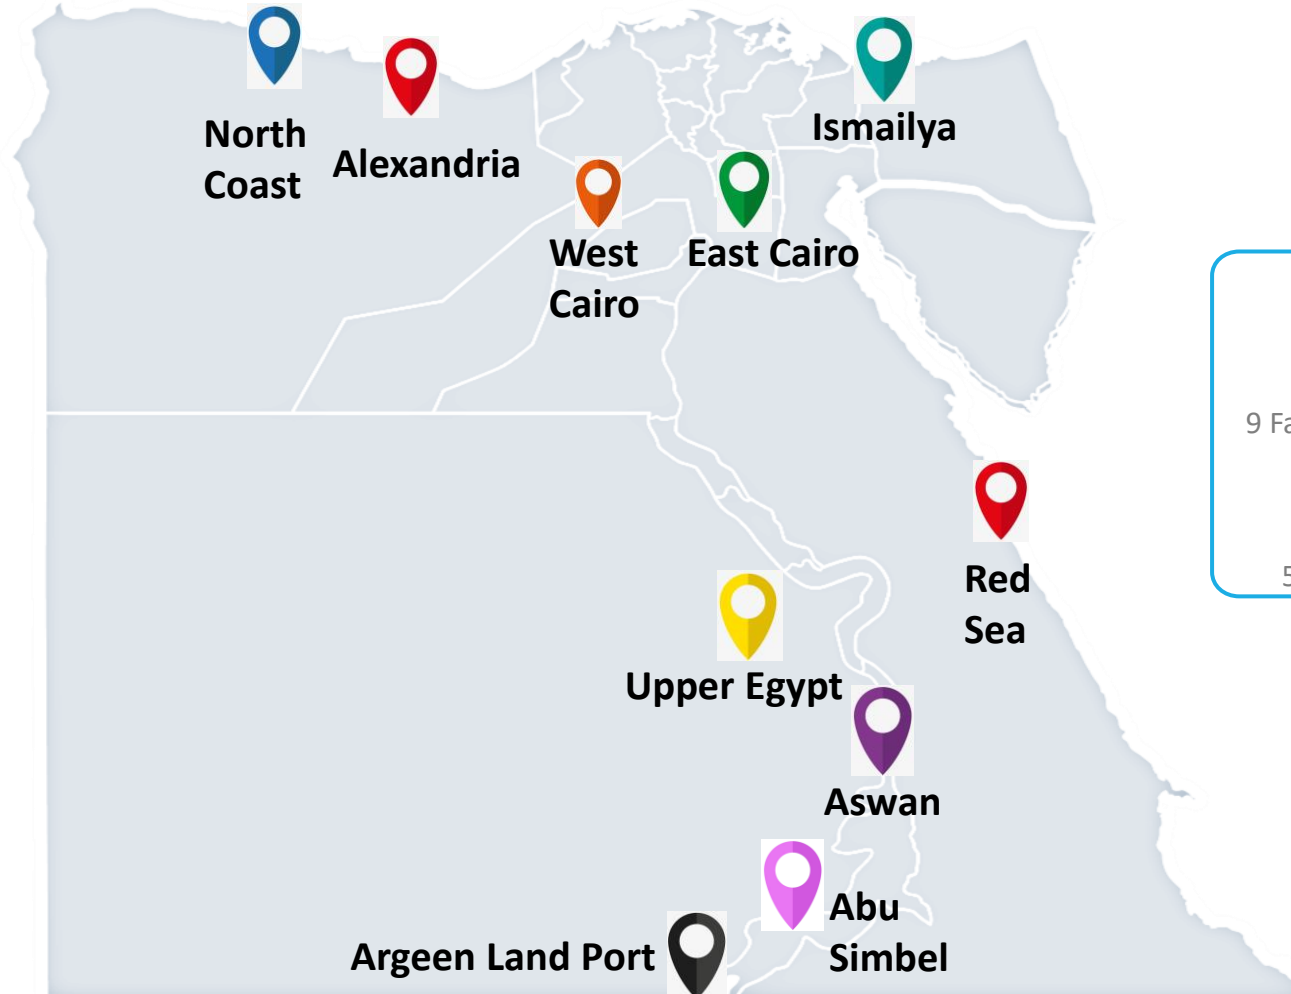 North
Coast
Alexandria
Ismailya
West
Cairo
East Cairo
9
Red
Sea
Upper Egypt
Aswan
Abu
Simbel
Argeen Land Port